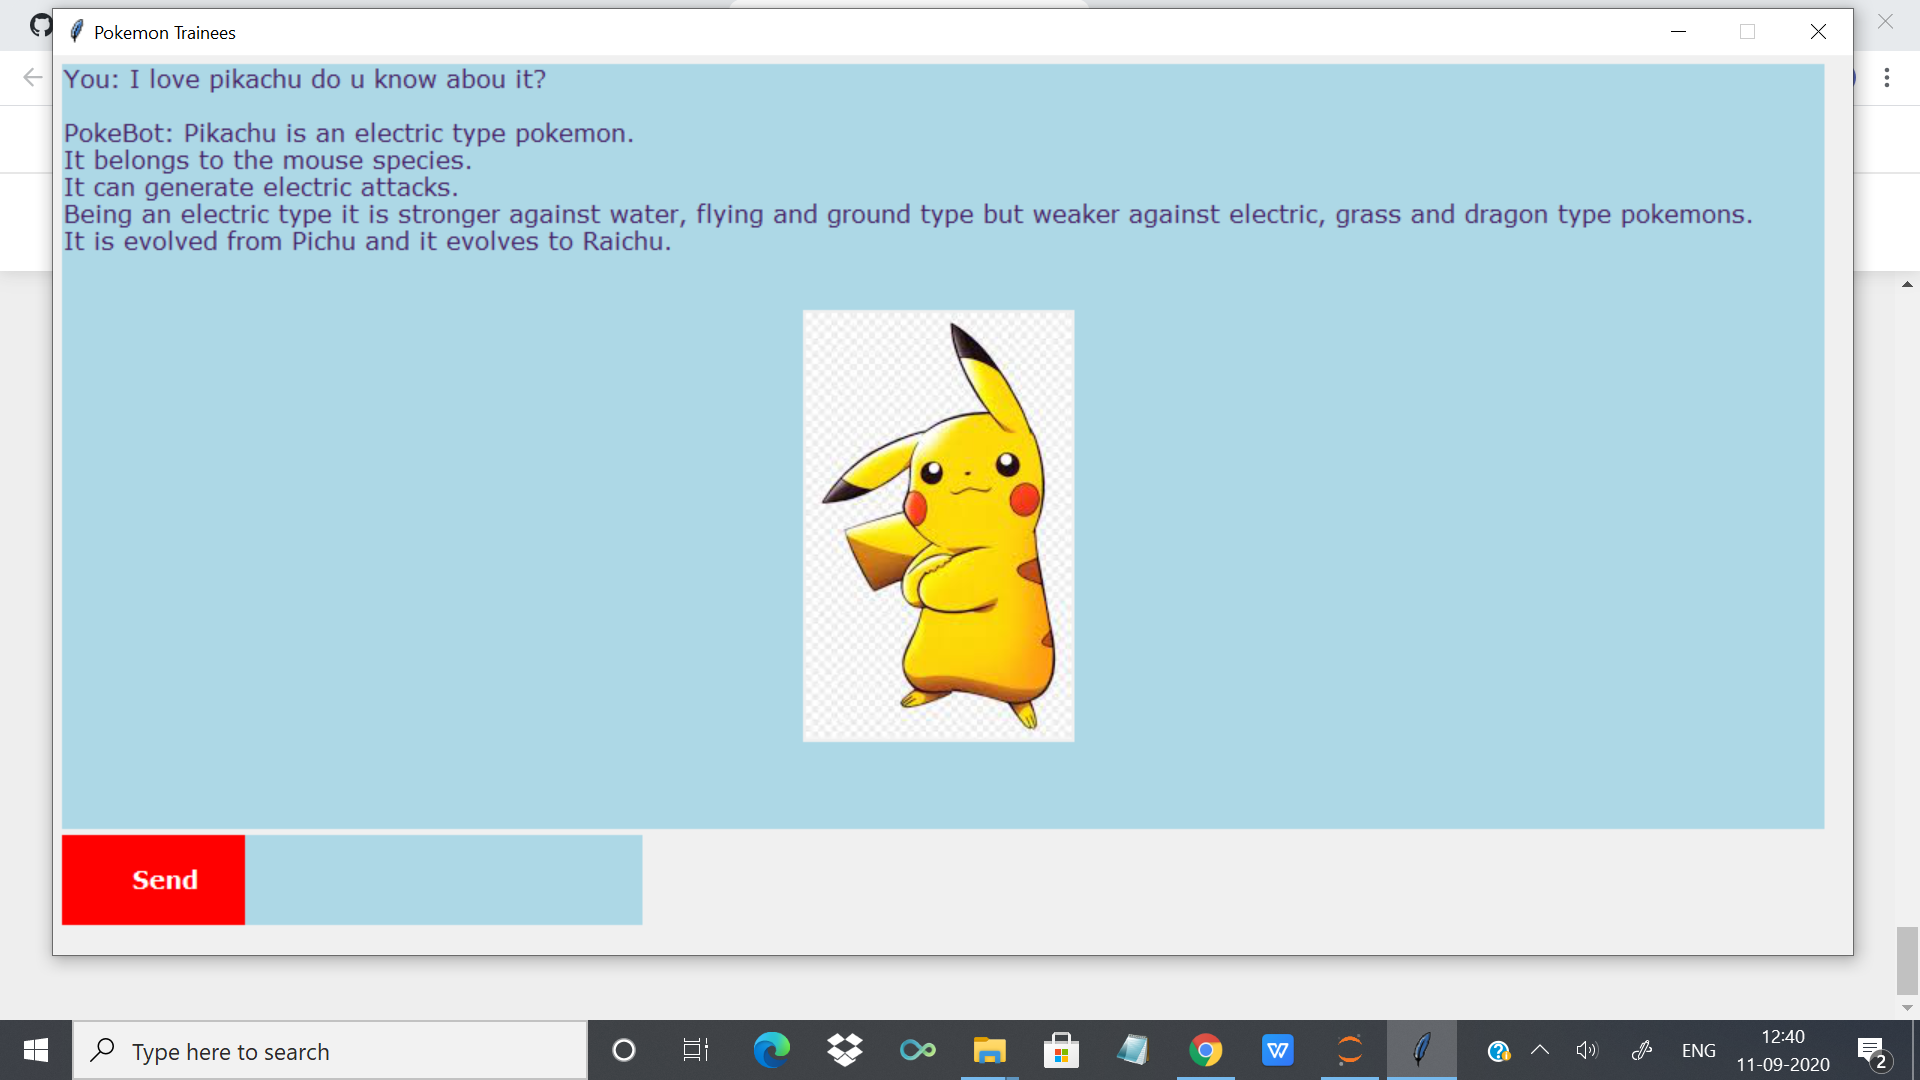 Pokemon Trainees
You: I love pikachu do u know abou it?
PokeBot: Pikachu is an electric type pokemon.
It belongs to the mouse species.
It can generate electric attacks.
Being an electric type it is stronger against water, flying and ground type but weaker against electric, grass and dragon type pokemons.
It is evolved from Pichu and it evolves to Raichu.
Send
Type here to search
W
?
ENG
12:40
11-09-2020
2